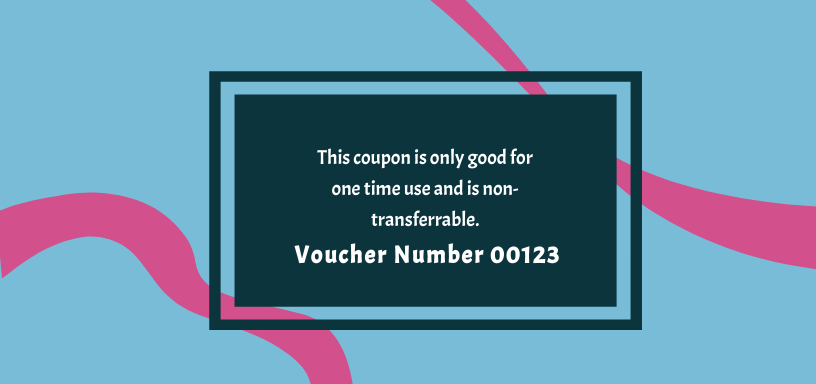 This coupon is only good for
one time use and is non-
transferrable.
Voucher Number 00123